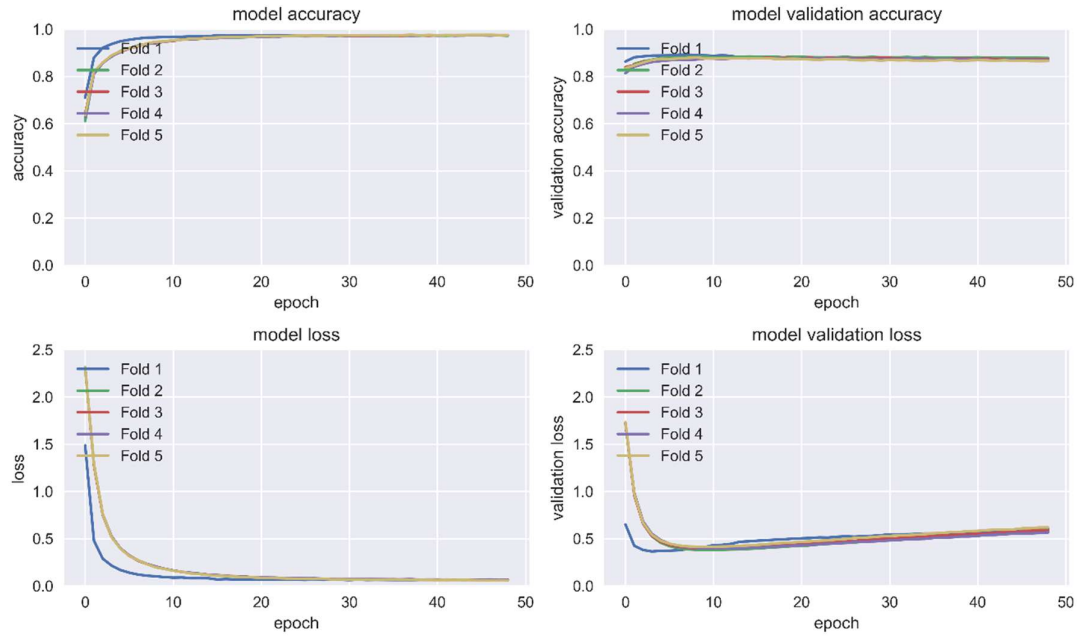 model accuracy
accuracy
1.0
0.8
0.6
0.4
0.2
0.0
Fold 1
Fold 2
Fold 3
Fold 4
Fold 5
0 10 20 30 40 50
epoch
model validation accuracy
validation accuracy
1.0
0.8
0.6
0.4
0.2
0.0
Fold 1
Fold 2
Fold 3
Fold 4
Fold 5
0 10 20 30 40 50
epoch
model loss
loss
2.5
2.0
1.5
1.0
0.5
0.0
Fold 1
Fold 2
Fold 3
Fold 4
Fold 5
0 10 20 30 40 50
epoch
model validation loss
validation loss
2.5
2.0
1.5
1.0
0.5
0.0
Fold 1
Fold 2
Fold 3
Fold 4
Fold 5
0 10 20 30 40 50
epoch